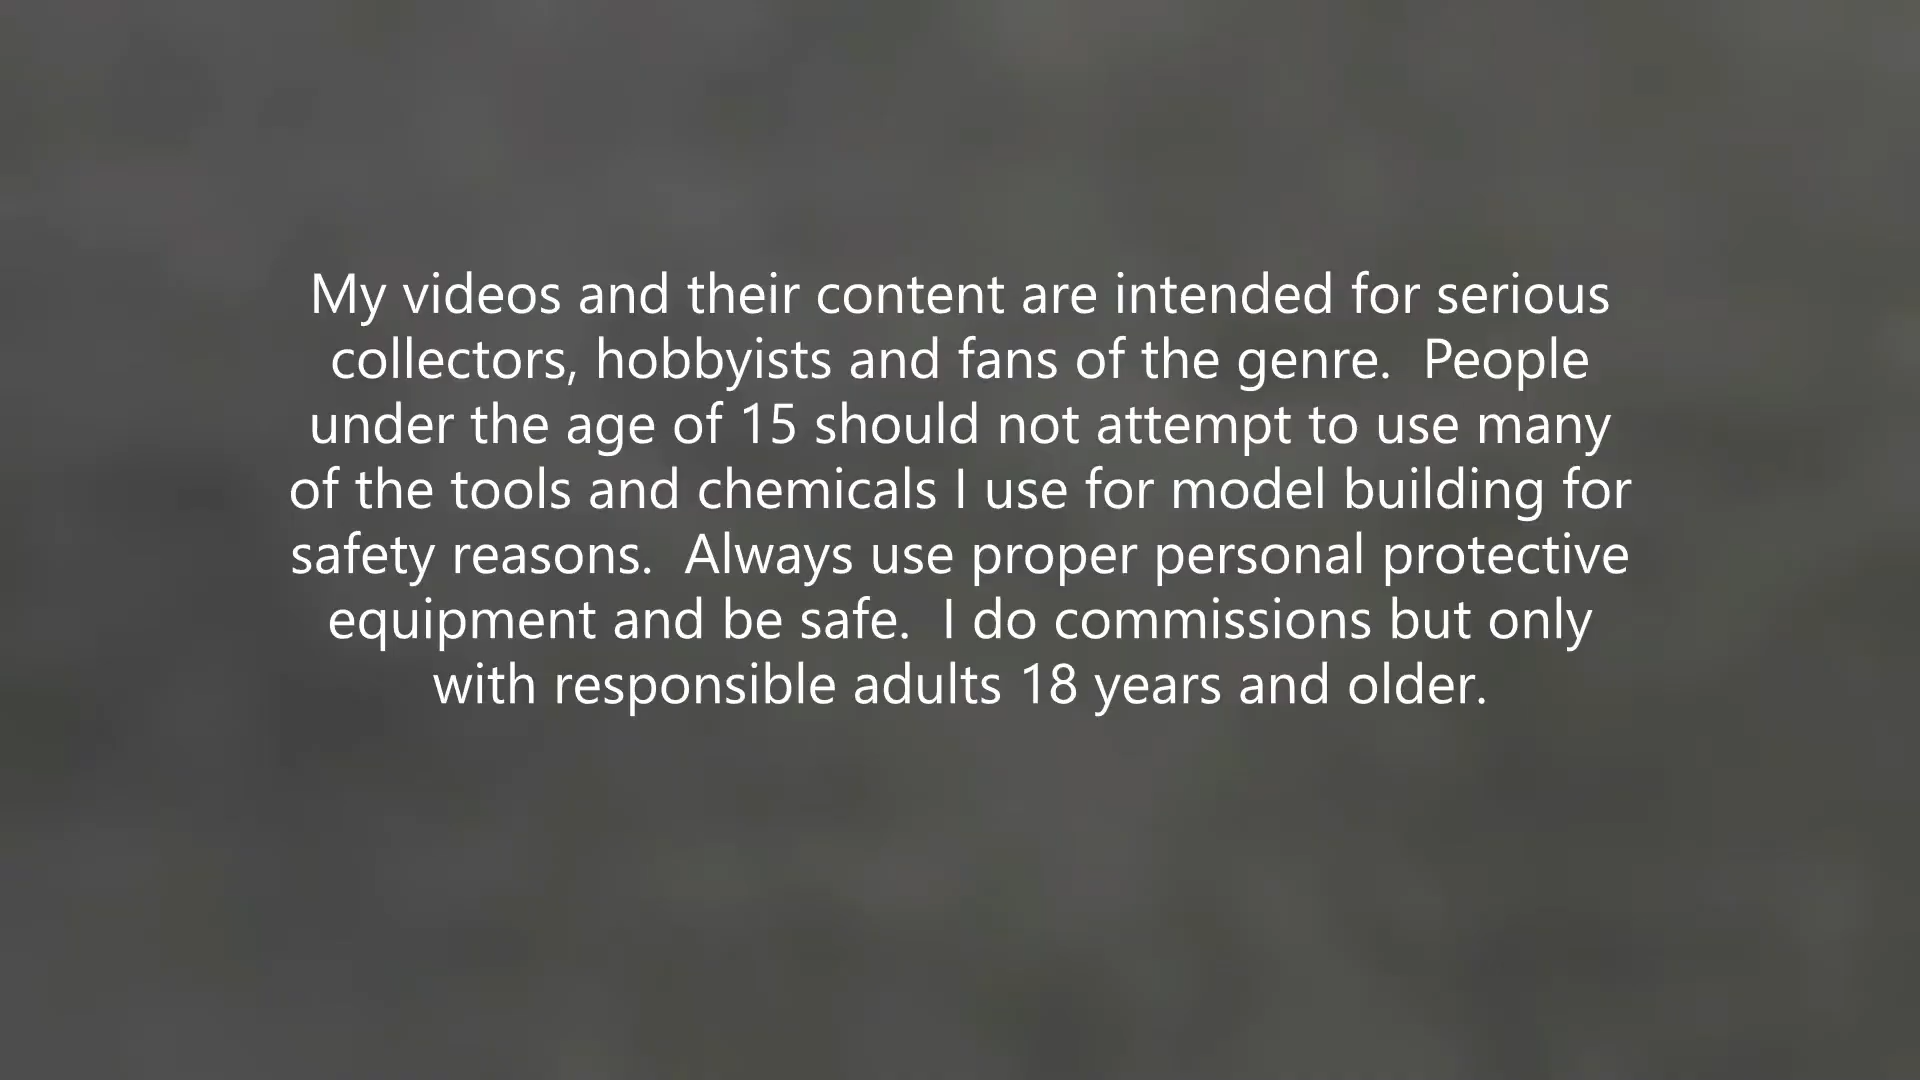 My videos and their content are intended for serious
collectors, hobbyists and fans of the genre.  People
under the age of 15 should not attempt to use many
of the tools and chemicals I use for model building for
safety reasons.  Always use proper personal protective
equipment and be safe.  I do commissions but only
with responsible adults 18 years and older.